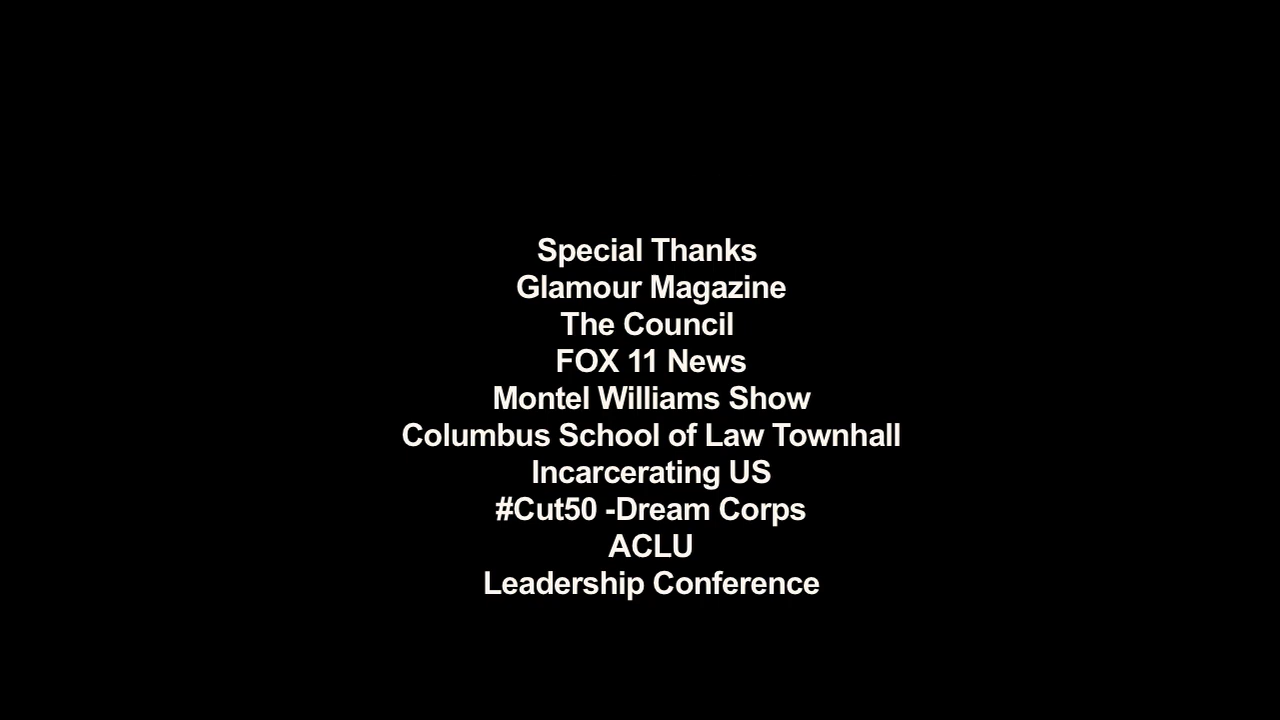 Special Thanks
Glamour Magazine
The Council
FOX 11 News
Montel Williams Show
Columbus School of Law Townhall
Incarcerating US
#Cut50 -Dream Corps
ACLU
Leadership Conference